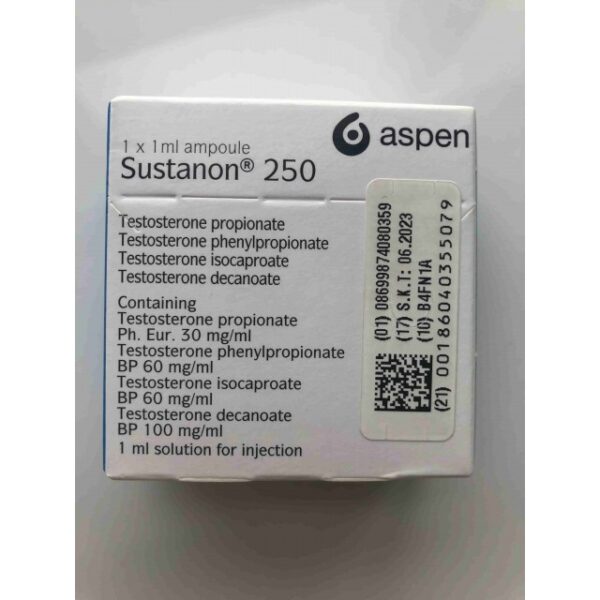 aspen
1 x 1ml ampoule
Sustanon® 250
Testosterone propionate
Testosterone phenylpropionate
Testosterone isocaproate
Testosterone decanoate
Containing
Testosterone propionate
Ph. Eur. 30 mg/ml
Testosterone phenylpropionate
BP 60 mg/ml
Testosterone isocaproate
BP 60 mg/ml
Testosterone decanoate
BP 100 mg/ml
1 ml solution for injection
(01) 08699874080359
(17) S.K.T: 06.2023
(10) B4FN1A
(21) 00186040355079